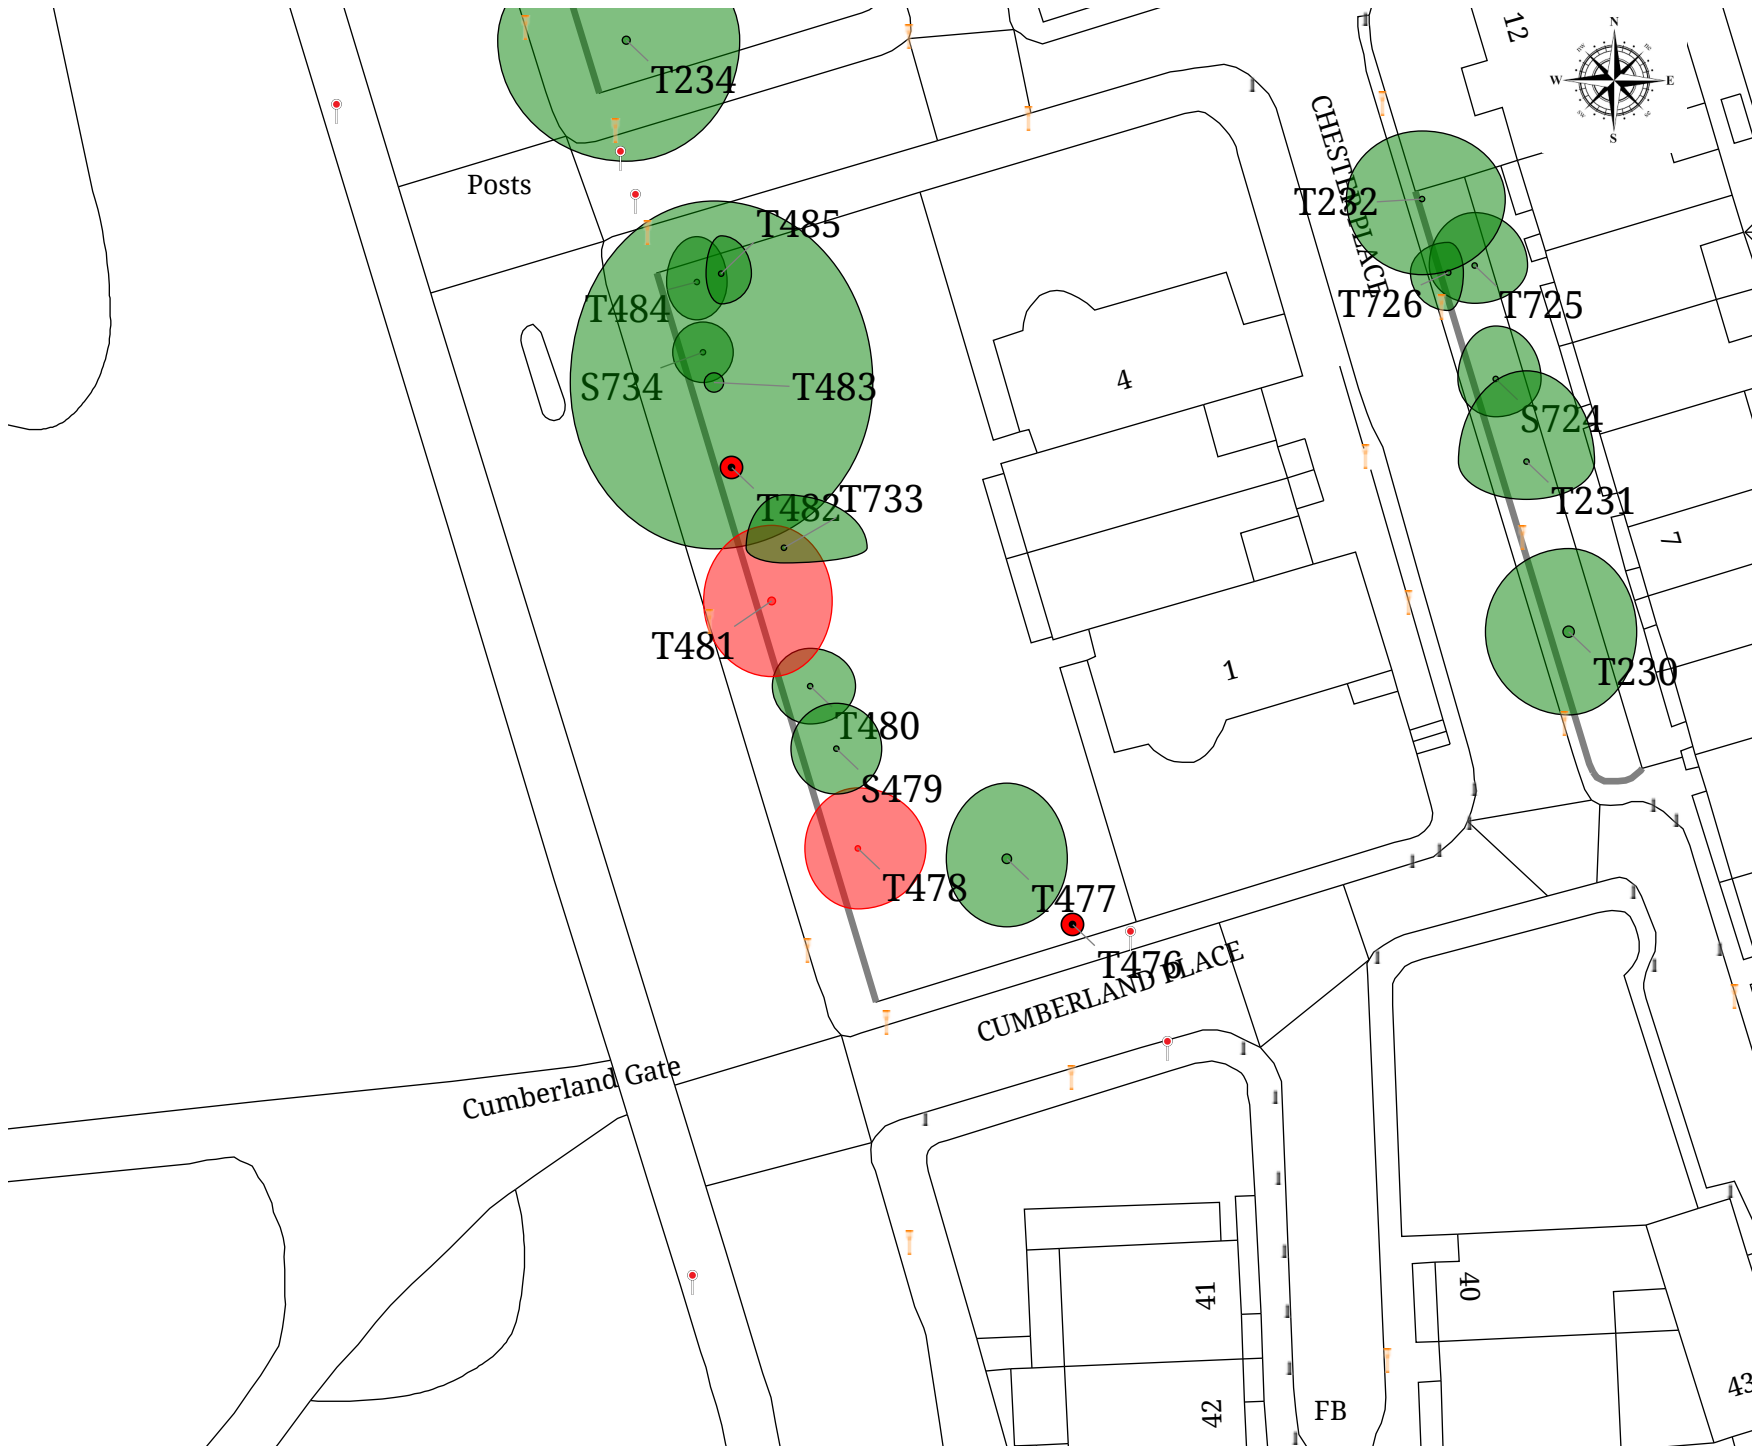 12
N
W E
S
T234
Posts
CHESTER PLACE
T232
T485
T484
T726
T725
S734
T483
4
S724
T482
T733
T231
7
T481
1
T230
T480
S479
T478
T477
T476
CUMBERLAND PLACE
Cumberland Gate
41
40
42
FB
43